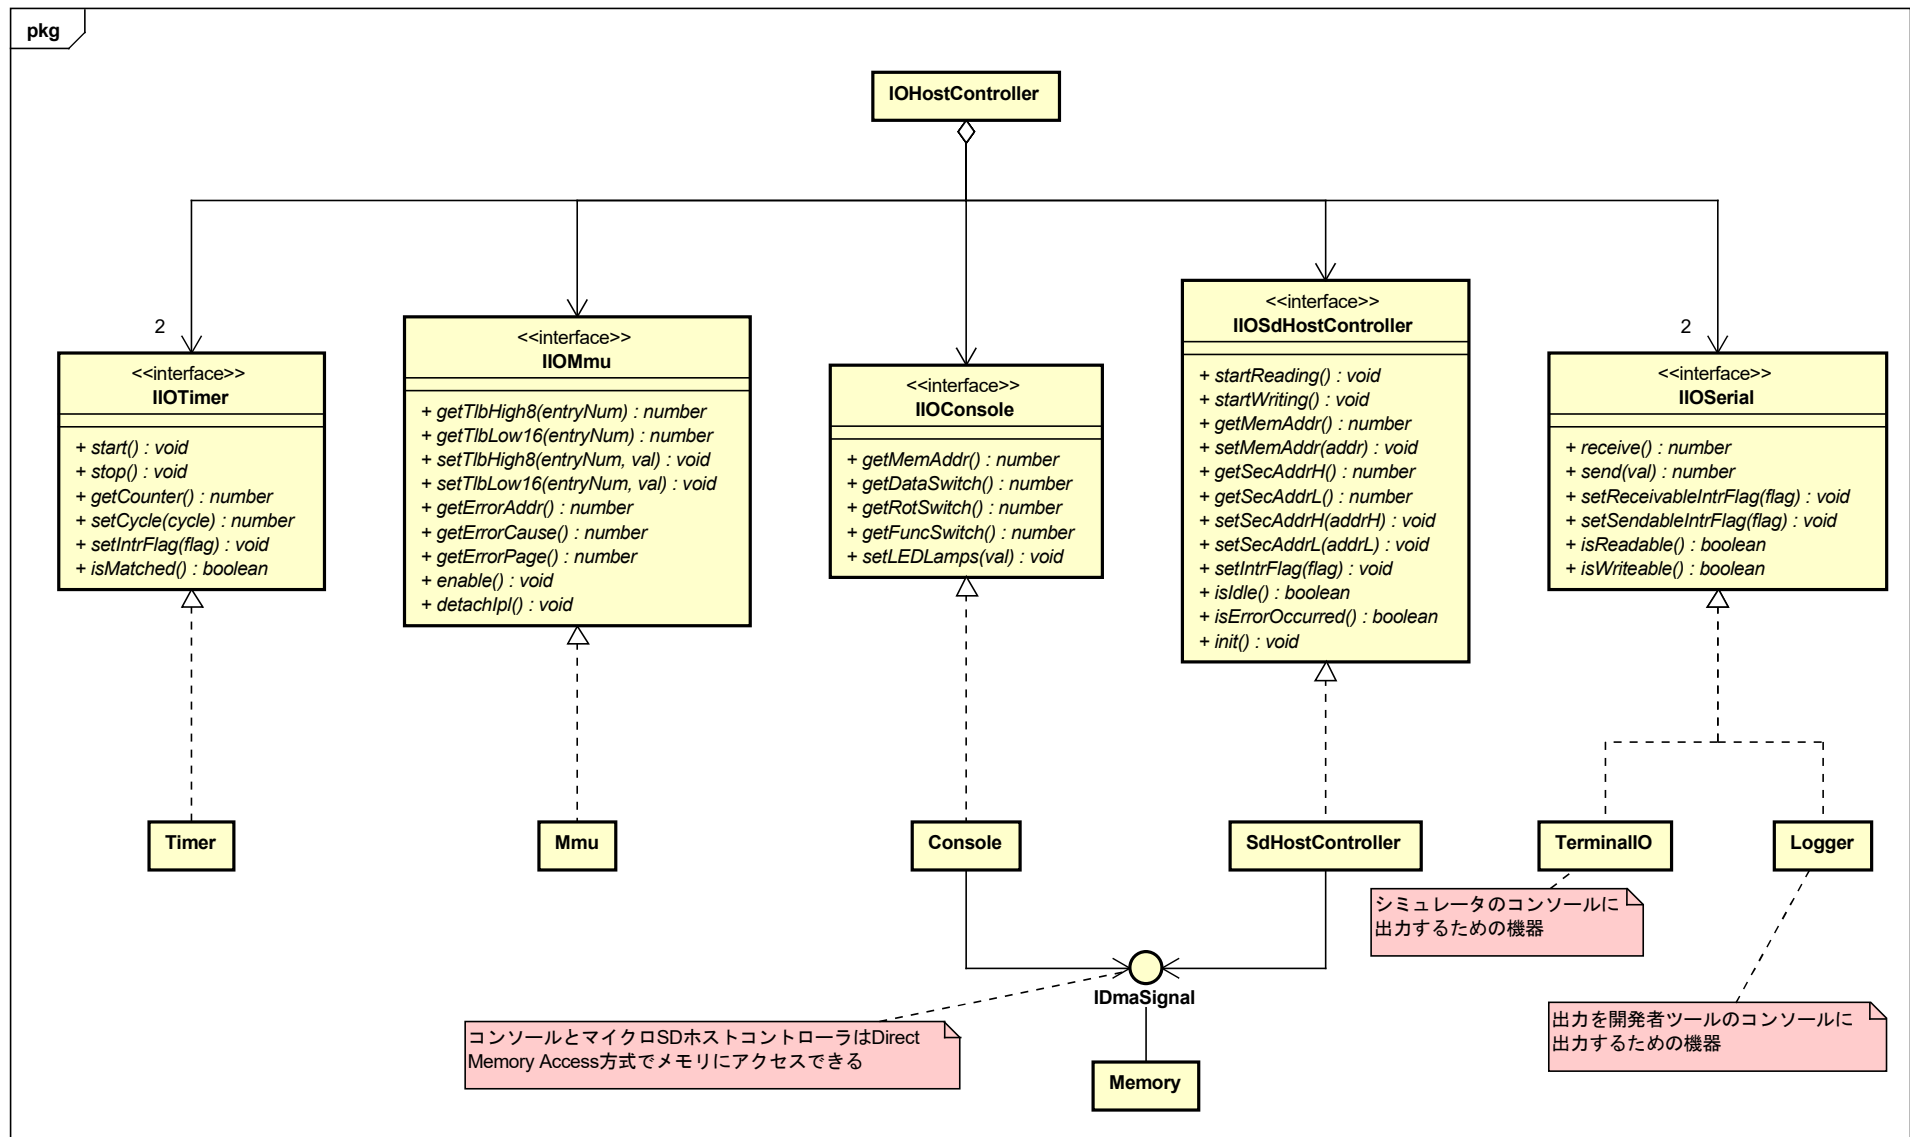 pkg
IOHostController
2
<<interface>>
IIOTimer
+ start() : void
+ stop() : void
+ getCounter() : number
+ setCycle(cycle) : number
+ setIntrFlag(flag) : void
+ isMatched() : boolean
<<interface>>
IIOMmu
+ getTlbHigh8(entryNum) : number
+ getTlbLow16(entryNum) : number
+ setTlbHigh8(entryNum, val) : void
+ setTlbLow16(entryNum, val) : void
+ getErrorAddr() : number
+ getErrorCause() : number
+ getErrorPage() : number
+ enable() : void
+ detachIpl() : void
<<interface>>
IIOConsole
+ getMemAddr() : number
+ getDataSwitch() : number
+ getRotSwitch() : number
+ getFuncSwitch() : number
+ setLEDLamps(val) : void
<<interface>>
IIOSdHostController
+ startReading() : void
+ startWriting() : void
+ getMemAddr() : number
+ setMemAddr(addr) : void
+ getSecAddrH() : number
+ getSecAddrL() : number
+ setSecAddrH(addrH) : void
+ setSecAddrL(addrL) : void
+ setIntrFlag(flag) : void
+ isIdle() : boolean
+ isErrorOccurred() : boolean
+ init() : void
2
<<interface>>
IIOSerial
+ receive() : number
+ send(val) : number
+ setReceivableIntrFlag(flag) : void
+ setSendableIntrFlag(flag) : void
+ isReadable() : boolean
+ isWriteable() : boolean
Timer
Mmu
Console
SdHostController
TerminalIO
Logger
シミュレータのコンソールに
出力するための機器
IDmaSignal
コンソールとマイクロSDホストコントローラはDirect
Memory Access方式でメモリにアクセスできる
出力を開発者ツールのコンソールに
出力するための機器
Memory